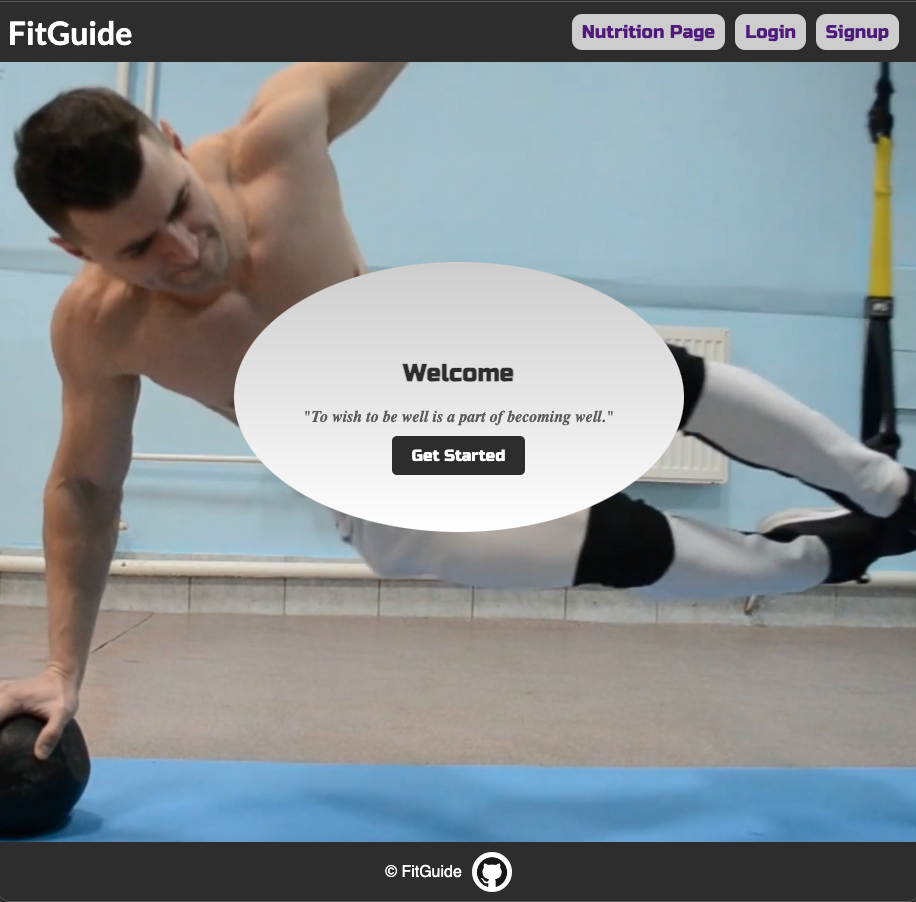 FitGuide
Nutrition Page
Login
Signup
Welcome
"To wish to be well is a part of becoming well."
Get Started
© FitGuide